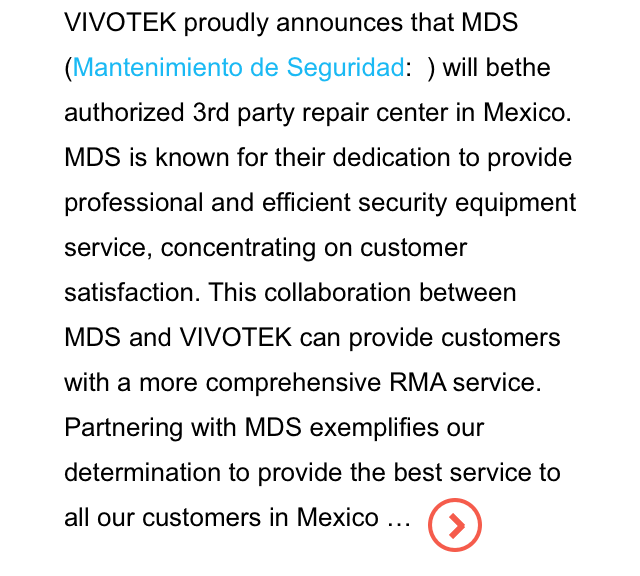 VIVOTEK proudly announces that MDS
(Mantenimiento de Seguridad:  ) will bethe
authorized 3rd party repair center in Mexico.
MDS is known for their dedication to provide
professional and efficient security equipment
service, concentrating on customer
satisfaction. This collaboration between
MDS and VIVOTEK can provide customers
with a more comprehensive RMA service.
Partnering with MDS exemplifies our
determination to provide the best service to
all our customers in Mexico …